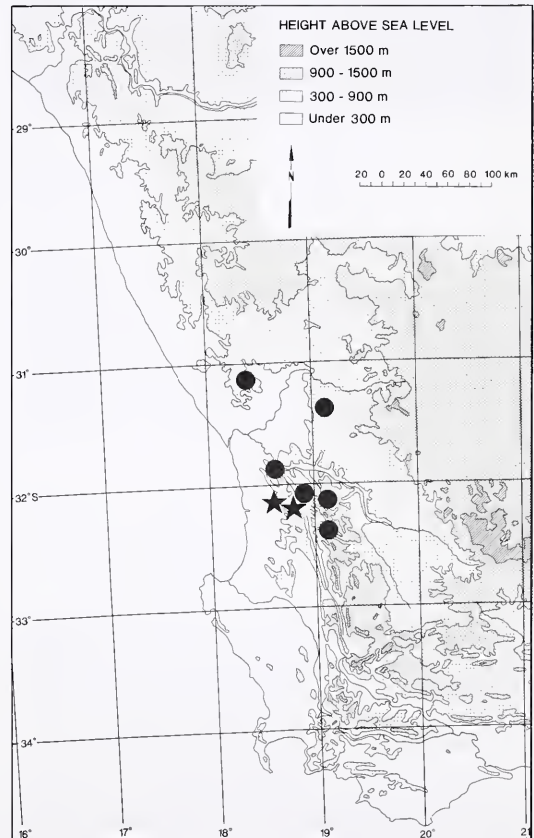 HEIGHT ABOVE SEA LEVEL
Over 1500 m
900 - 1500 m
300 - 900 m
Under 300 m
N
20 0 20 40 60 80 100 km
29°
30°
31°
32°S
33°
34°
16° 17° 18° 19° 20° 21